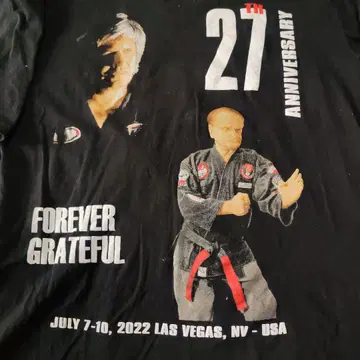 27TH
ANNIVERSARY
FOREVER
GRATEFUL
JULY 7-10, 2022 LAS VEGAS, NV - USA